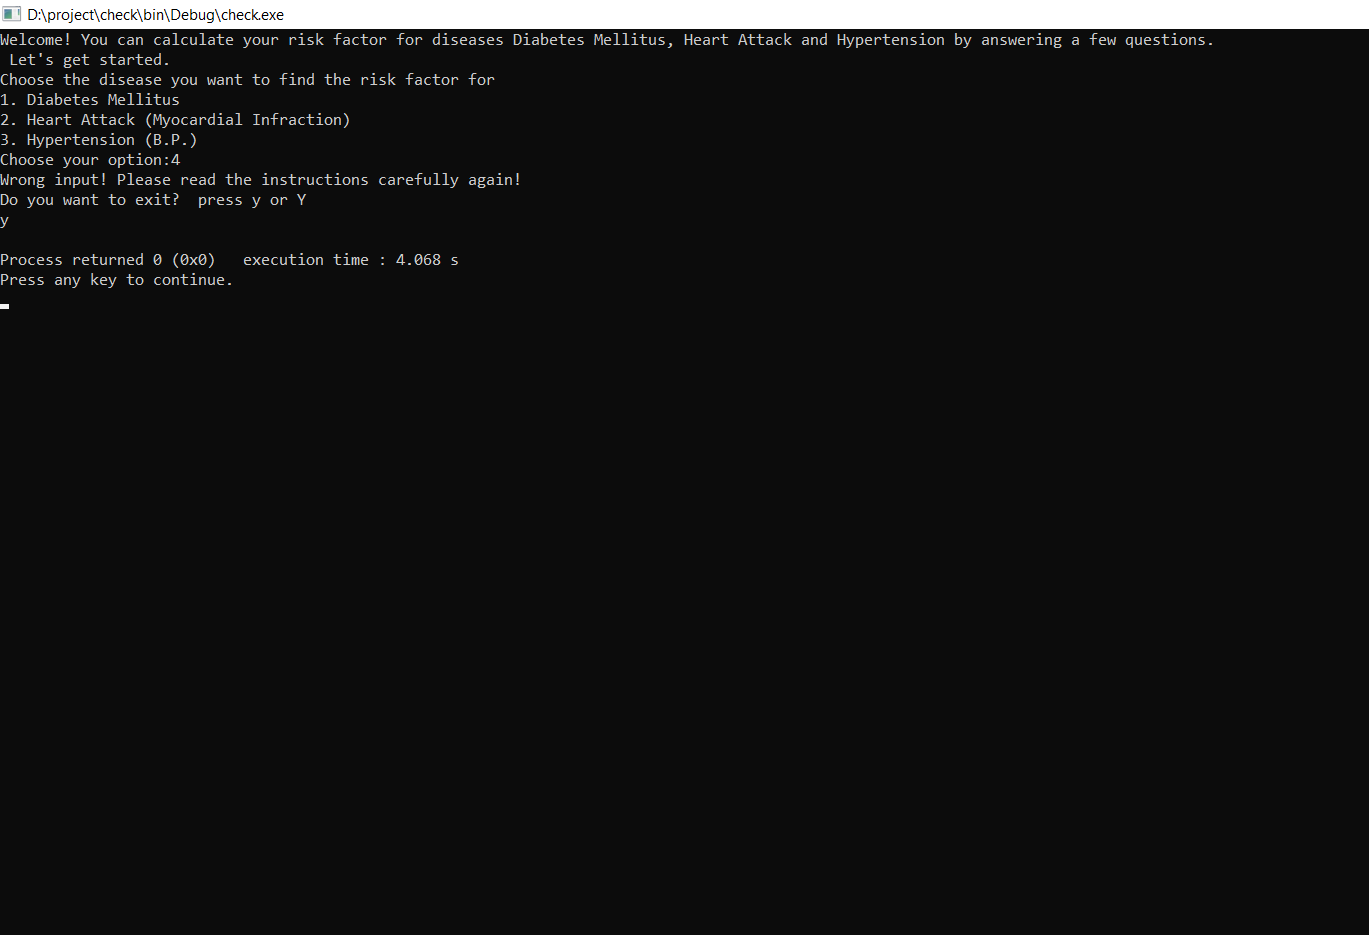 D:\project\check\bin\Debug\check.exe
Welcome! You can calculate your risk factor for diseases Diabetes Mellitus, Heart Attack and Hypertension by answering a few questions.
 Let's get started.
Choose the disease you want to find the risk factor for
1. Diabetes Mellitus
2. Heart Attack (Myocardial Infraction)
3. Hypertension (B.P.)
Choose your option:4
Wrong input! Please read the instructions carefully again!
Do you want to exit?  press y or Y
y

Process returned 0 (0x0)   execution time : 4.068 s
Press any key to continue.